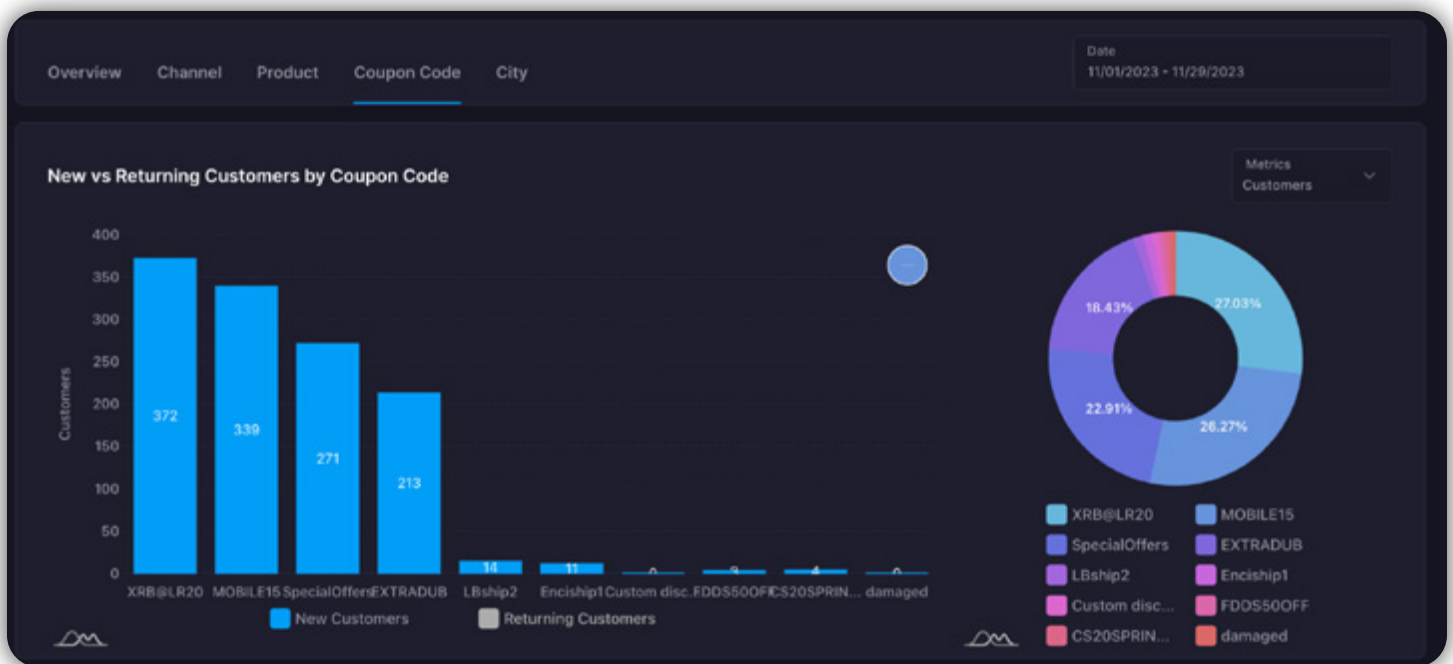 Overview Channel Product Coupon Code City
Date
11/01/2023 - 11/29/2023
New vs Returning Customers by Coupon Code
Metrics
Customers
400
350
300
250
200
150
100
50
0
Customers
372
339
271
213
14
11
3
4
XRB@LR20 MOBILE15 SpecialOffers EXTRADUB LBship2 Enciship1 Custom disc... FDDS50OFF CS20SPRIN... damaged
New Customers Returning Customers
27.03%
26.27%
22.91%
18.43%
XRB@LR20 MOBILE15
SpecialOffers EXTRADUB
LBship2 Enciship1
Custom disc... FDDS50OFF
CS20SPRIN... damaged